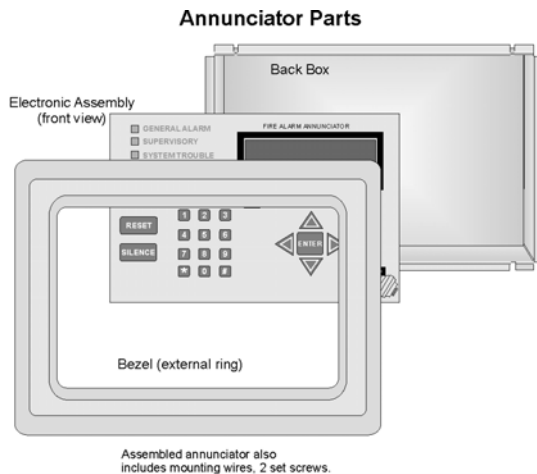 Annunciator Parts
Back Box
Electronic Assembly
(front view)
GENERAL ALARM
FIRE ALARM ANNUNCIATOR
SUPERVISORY
SYSTEM TROUBLE
RESET
1 2 3
4 5 6
SILENCE
7 8 9
* 0 #
ENTER
Bezel (external ring)
Assembled annunciator also
includes mounting wires, 2 set screws.